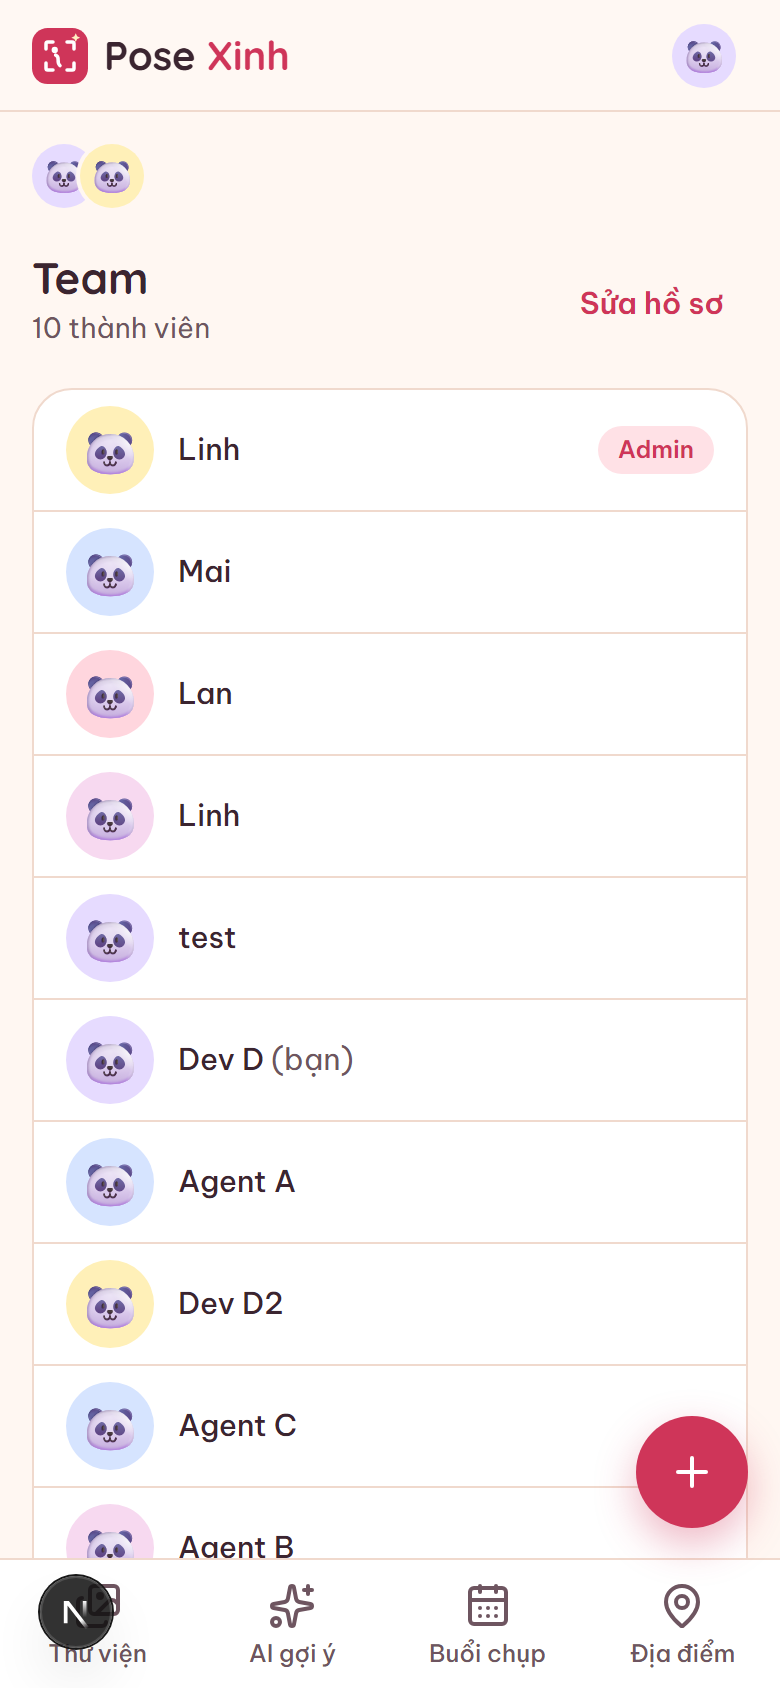 Pose Xinh
Team
10 thành viên
Sửa hồ sơ
Linh
Admin
Mai
Lan
Linh
test
Dev D (bạn)
Agent A
Dev D2
Agent C
Agent B
N
Thư viện
AI gợi ý
Buổi chụp
Địa điểm